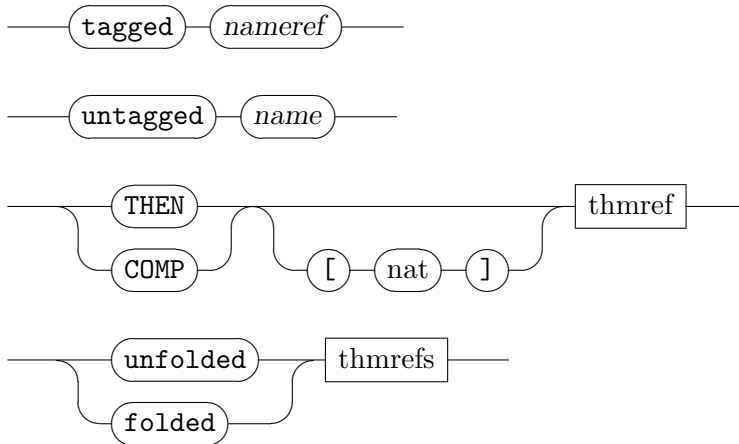 tagged nameref
untagged name
THEN thmref
COMP [ nat ]
unfolded thmrefs
folded